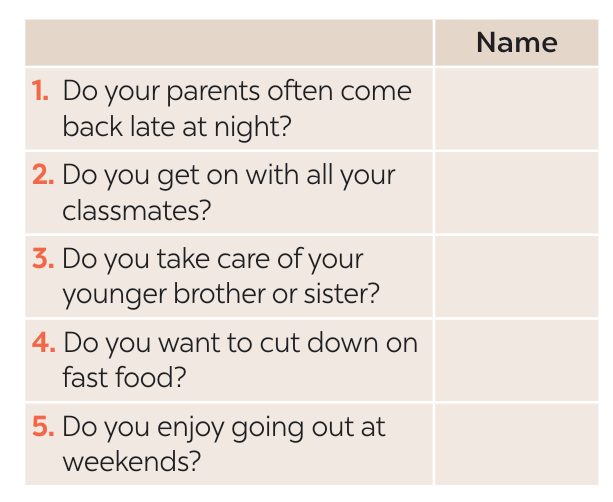 Name
1. Do your parents often come
back late at night?
2. Do you get on with all your
classmates?
3. Do you take care of your
younger brother or sister?
4. Do you want to cut down on
fast food?
5. Do you enjoy going out at
weekends?